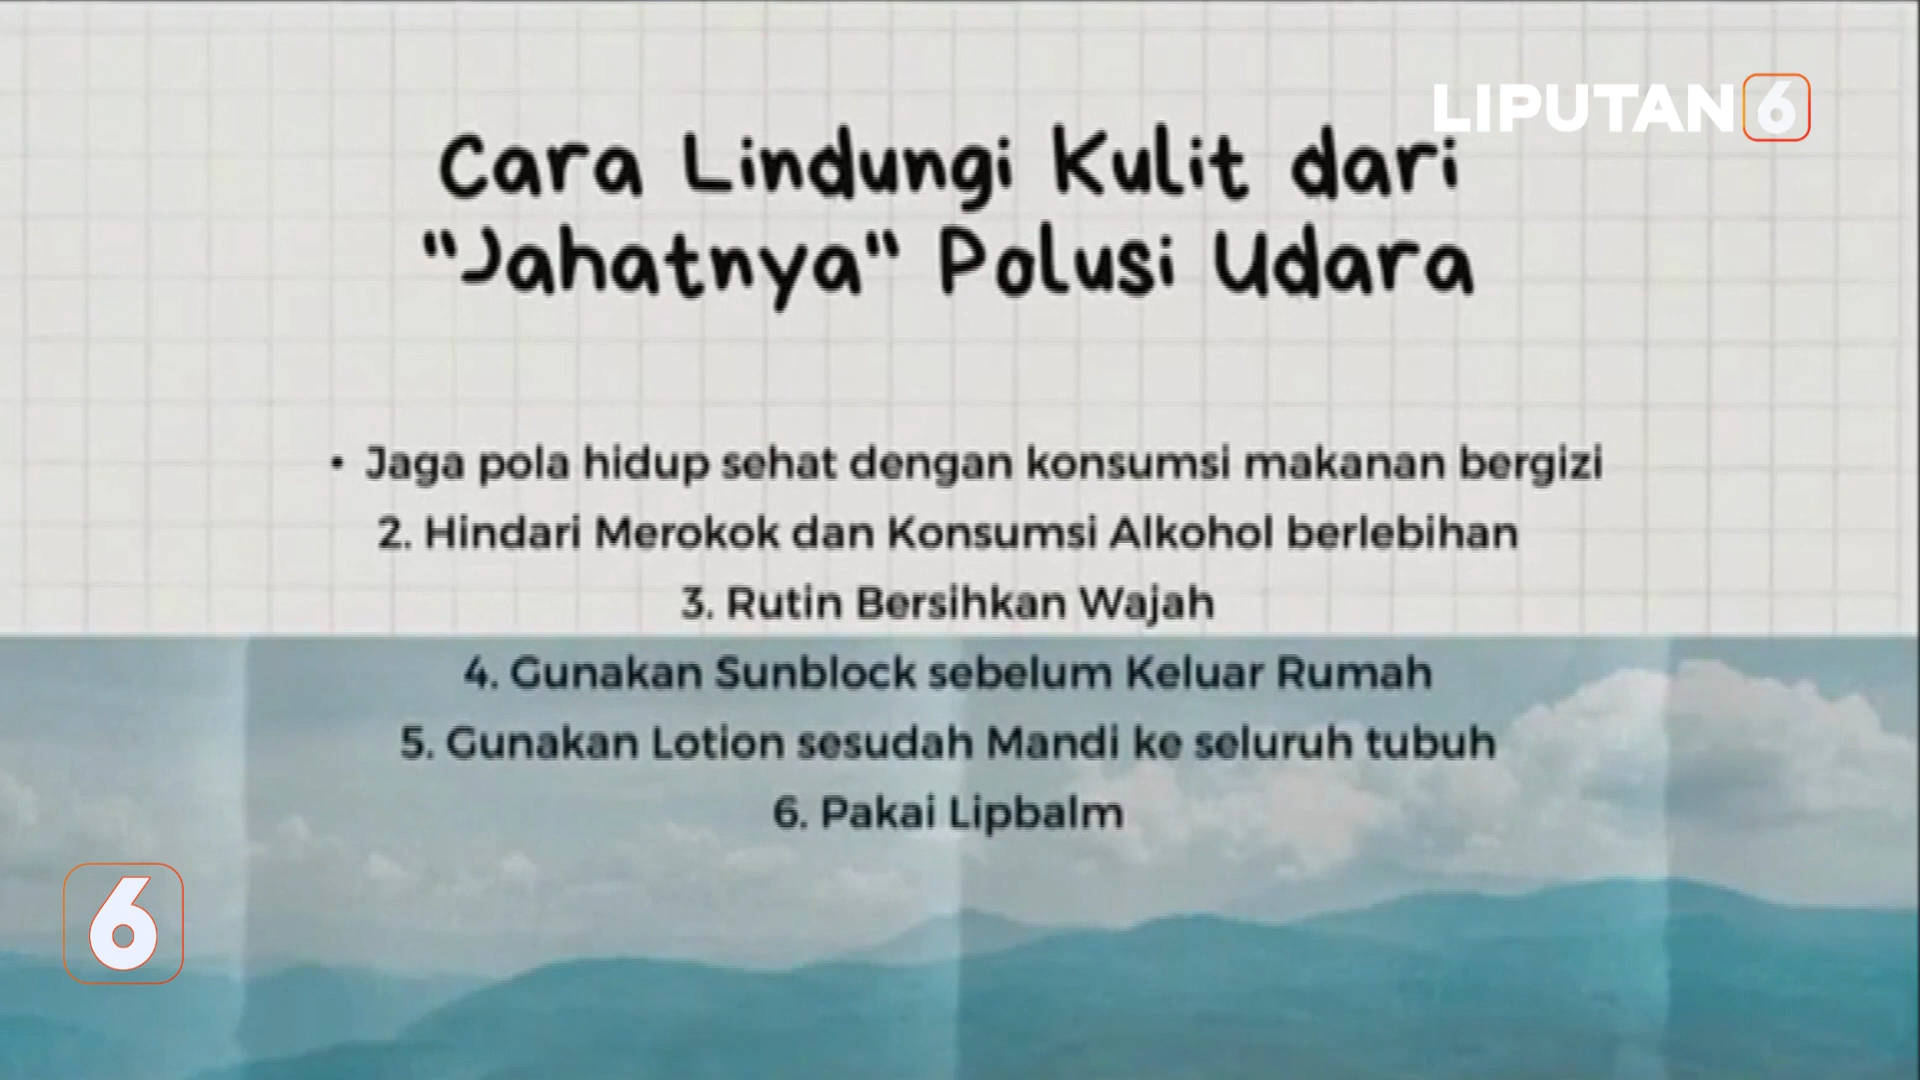 LIPUTAN 6
Cara Lindungi Kulit dari
"Jahatnya" Polusi Udara
• Jaga pola hidup sehat dengan konsumsi makanan bergizi
2. Hindari Merokok dan Konsumsi Alkohol berlebihan
3. Rutin Bersihkan Wajah
4. Gunakan Sunblock sebelum Keluar Rumah
5. Gunakan Lotion sesudah Mandi ke seluruh tubuh
6. Pakai Lipbalm
6